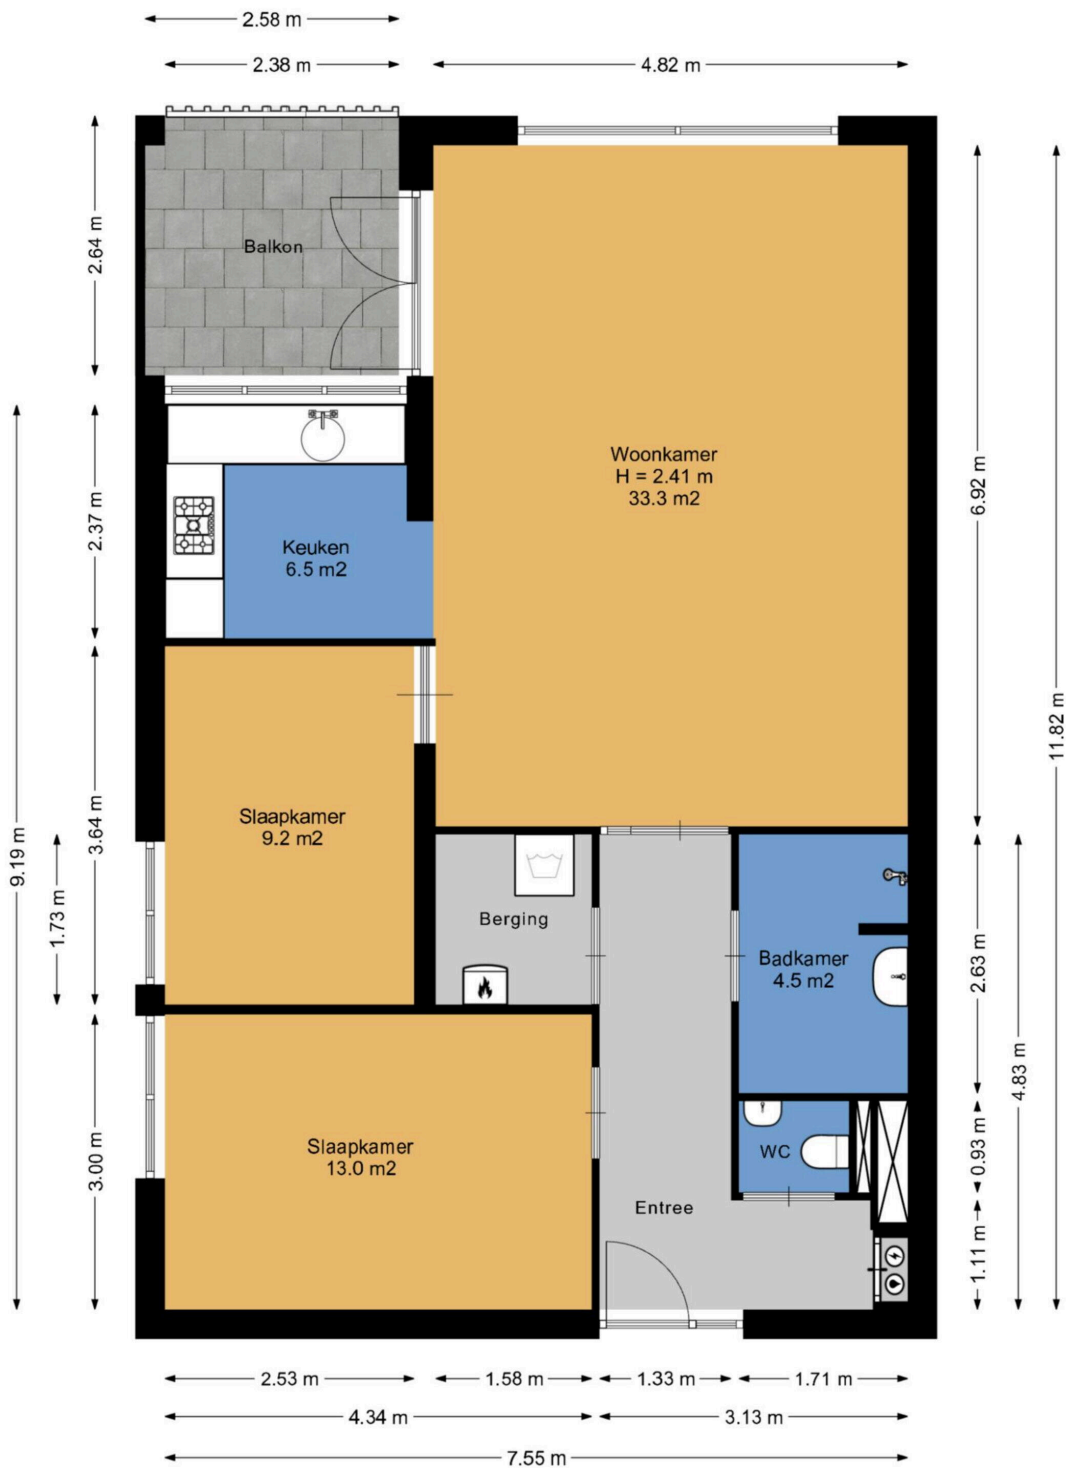 2.58 m
2.38 m
4.82 m
2.64 m
Balkon
Woonkamer
H = 2.41 m
33.3 m2
6.92 m
2.37 m
Keuken
6.5 m2
11.82 m
9.19 m
3.64 m
1.73 m
Slaapkamer
9.2 m2
Berging
Badkamer
4.5 m2
2.63 m
4.83 m
3.00 m
Slaapkamer
13.0 m2
WC
0.93 m
Entree
1.11 m
2.53 m
1.58 m
1.33 m
1.71 m
4.34 m
3.13 m
7.55 m